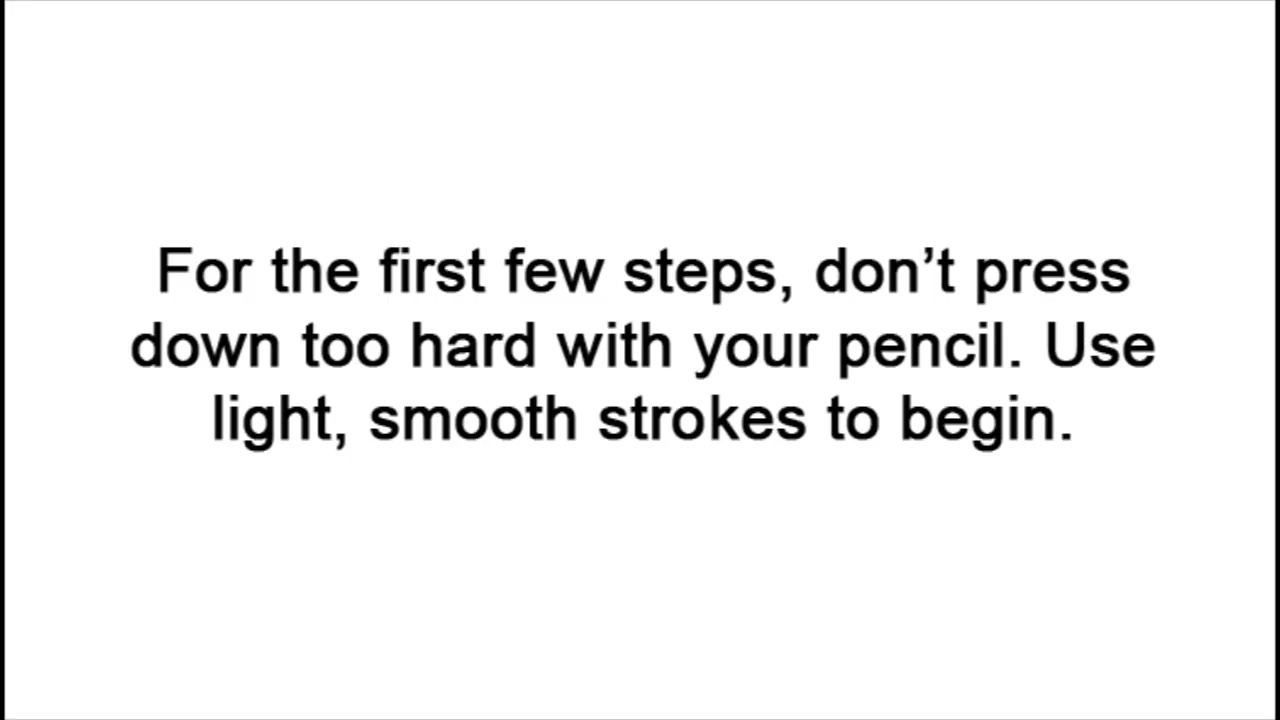 For the first few steps, don’t press
down too hard with your pencil. Use
light, smooth strokes to begin.